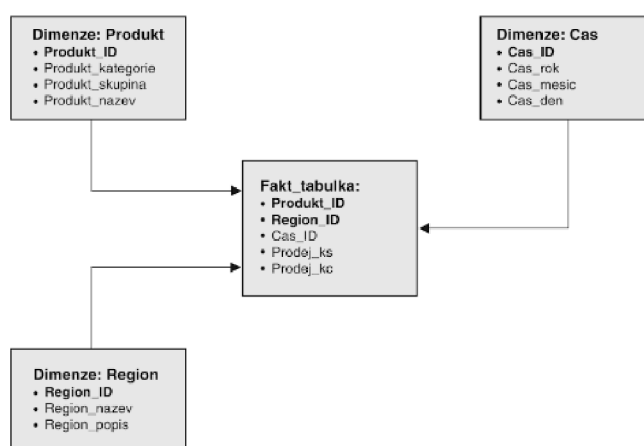 Dimenze: Produkt
• Produkt_ID
• Produkt_kategorie
• Produkt_skupina
• Produkt_nazev
Dimenze: Cas
• Cas_ID
• Cas_rok
• Cas_mesic
• Cas_den
Fakt_tabulka:
• Produkt_ID
• Region_ID
• Cas_ID
• Prodej_ks
• Prodej_kc
Dimenze: Region
• Region_ID
• Region_nazev
• Region_popis